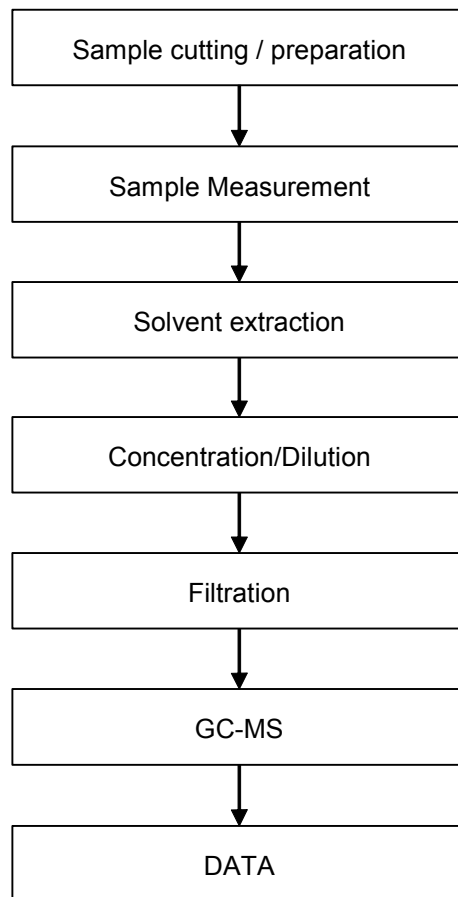 Sample cutting / preparation
Sample Measurement
Solvent extraction
Concentration/Dilution
Filtration
GC-MS
DATA